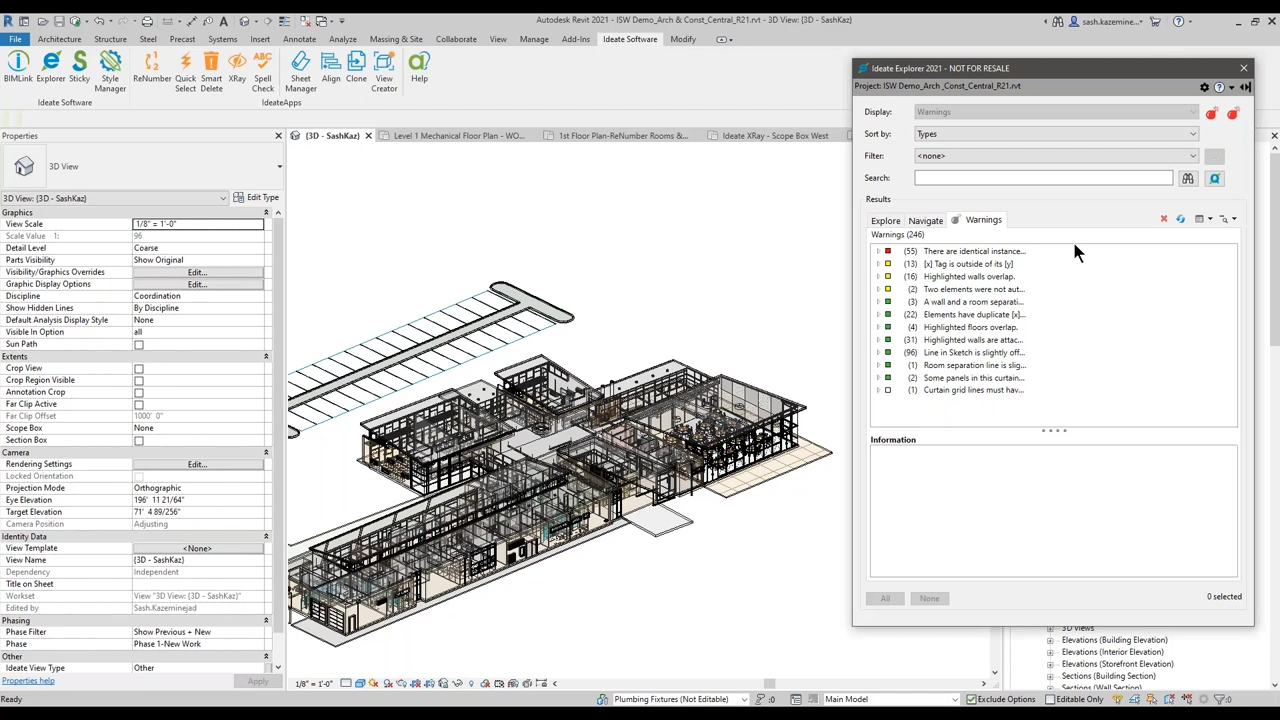 Autodesk Revit 2021 - ISW Demo_Arch & Const_Central_R21.rvt - 3D View: {3D - SashKaz}
sash.kazemine...
File Architecture Structure Steel Precast Systems Insert Annotate Analyze Massing & Site Collaborate View Manage Add-Ins Ideate Software Modify
BIMLink Explorer Sticky Style Manager ReNumber Quick Select Smart Delete XRay Spell Check Sheet Manager Align Clone View Creator Help
Ideate Software IdeateApps
Properties
3D View
3D View: {3D - SashKaz} Edit Type
Graphics
View Scale 1/8" = 1'-0"
Scale Value 1: 96
Detail Level Coarse
Parts Visibility Show Original
Visibility/Graphics Overrides Edit...
Graphic Display Options Edit...
Discipline Coordination
Show Hidden Lines By Discipline
Default Analysis Display Style None
Visible In Option all
Sun Path
Extents
Crop View
Crop Region Visible
Annotation Crop
Far Clip Active
Far Clip Offset 1000' 0"
Scope Box None
Section Box
Camera
Rendering Settings Edit...
Locked Orientation
Projection Mode Orthographic
Eye Elevation 196' 11 21/64"
Target Elevation 71' 4 89/256"
Camera Position Adjusting
Identity Data
View Template <None>
View Name {3D - SashKaz}
Dependency Independent
Title on Sheet
Workset View "3D View: {3D - SashKaz}"
Edited by Sash.Kazeminejad
Phasing
Phase Filter Show Previous + New
Phase Phase 1-New Work
Other
Ideate View Type Other
Properties help Apply
{3D - SashKaz} Level 1 Mechanical Floor Plan - WO... 1st Floor Plan-ReNumber Rooms &... Ideate XRay - Scope Box West
Ideate Explorer 2021 - NOT FOR RESALE
Project: ISW Demo_Arch _Const_Central_R21.rvt
Display: Warnings
Sort by: Types
Filter: <none>
Search:
Results
Explore Navigate Warnings
Warnings (246)
(55) There are identical instance...
(13) [x] Tag is outside of its [y]
(16) Highlighted walls overlap.
(2) Two elements were not aut...
(3) A wall and a room separati...
(22) Elements have duplicate [x]...
(4) Highlighted floors overlap.
(31) Highlighted walls are attac...
(96) Line in Sketch is slightly off...
(1) Room separation line is slig...
(2) Some panels in this curtain...
(1) Curtain grid lines must hav...
Information
All None 0 selected
3D Views
Elevations (Building Elevation)
Elevations (Interior Elevation)
Elevations (Storefront Elevation)
Sections (Building Section)
Sections (Wall Section)
1/8" = 1'-0"
Ready Plumbing Fixtures (Not Editable) :0 Main Model Exclude Options Editable Only :0